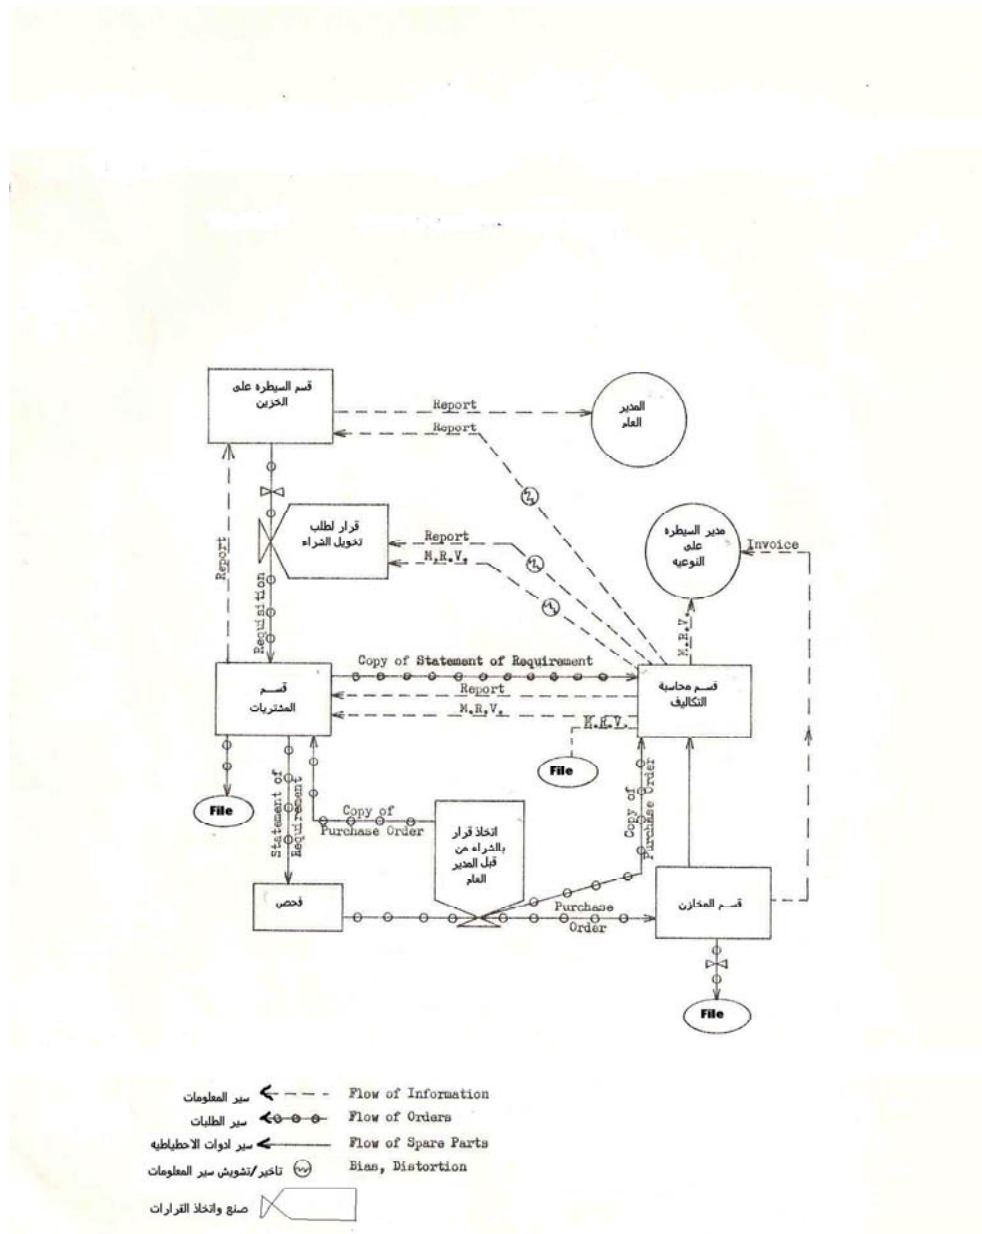 قسم السيطره على
الخزين
Report
المدير
العام
Report
قرار لطلب
تخويل الشراء
Report
M.R.V.
مدير السيطره
على
النوعيه
Invoice
Report
Requisition
M.R.V.
قسم
المشتريات
Copy of Statement of Requirement
Report
M.R.V.
M.R.V.
قسم محاسبة
التكاليف
File
File
Statement of
Requirement
Copy of
Purchase Order
اتخاذ قرار
بالشراء من
قبل المدير
العام
Copy of
Purchase Order
فحص
Purchase
Order
قسم المخازن
File
سير المعلومات Flow of Information
سير الطلبات Flow of Orders
سير ادوات الاحطياطيه Flow of Spare Parts
تاخير/تشويش سير المعلومات Bias, Distortion
صنع واتخاذ القرارات